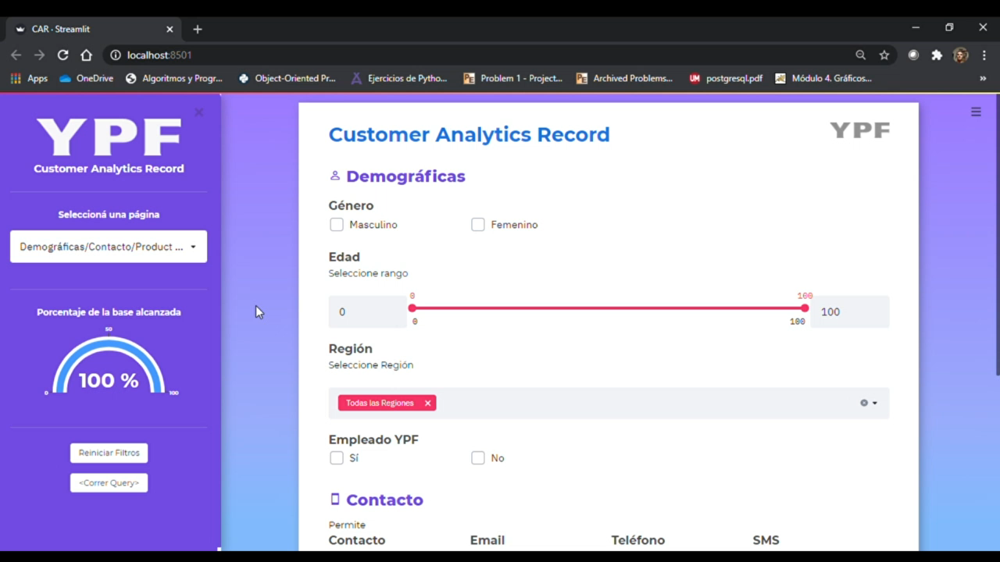 CAR · Streamlit
localhost:8501
Apps OneDrive Algoritmos y Progr... Object-Oriented Pr... Ejercicios de Pytho... Problem 1 - Project... Archived Problems... UM postgresql.pdf Módulo 4. Gráficos... »
YPF
Customer Analytics Record
Seleccioná una página
Demográficas/Contacto/Product ...
Porcentaje de la base alcanzada
50
100 %
0 100
Reiniciar Filtros
<Correr Query>
Customer Analytics Record
YPF
Demográficas
Género
Masculino Femenino
Edad
Seleccione rango
0 100
0 100
0 100
Región
Seleccione Región
Todas las Regiones
Empleado YPF
Sí No
Contacto
Permite
Contacto Email Teléfono SMS